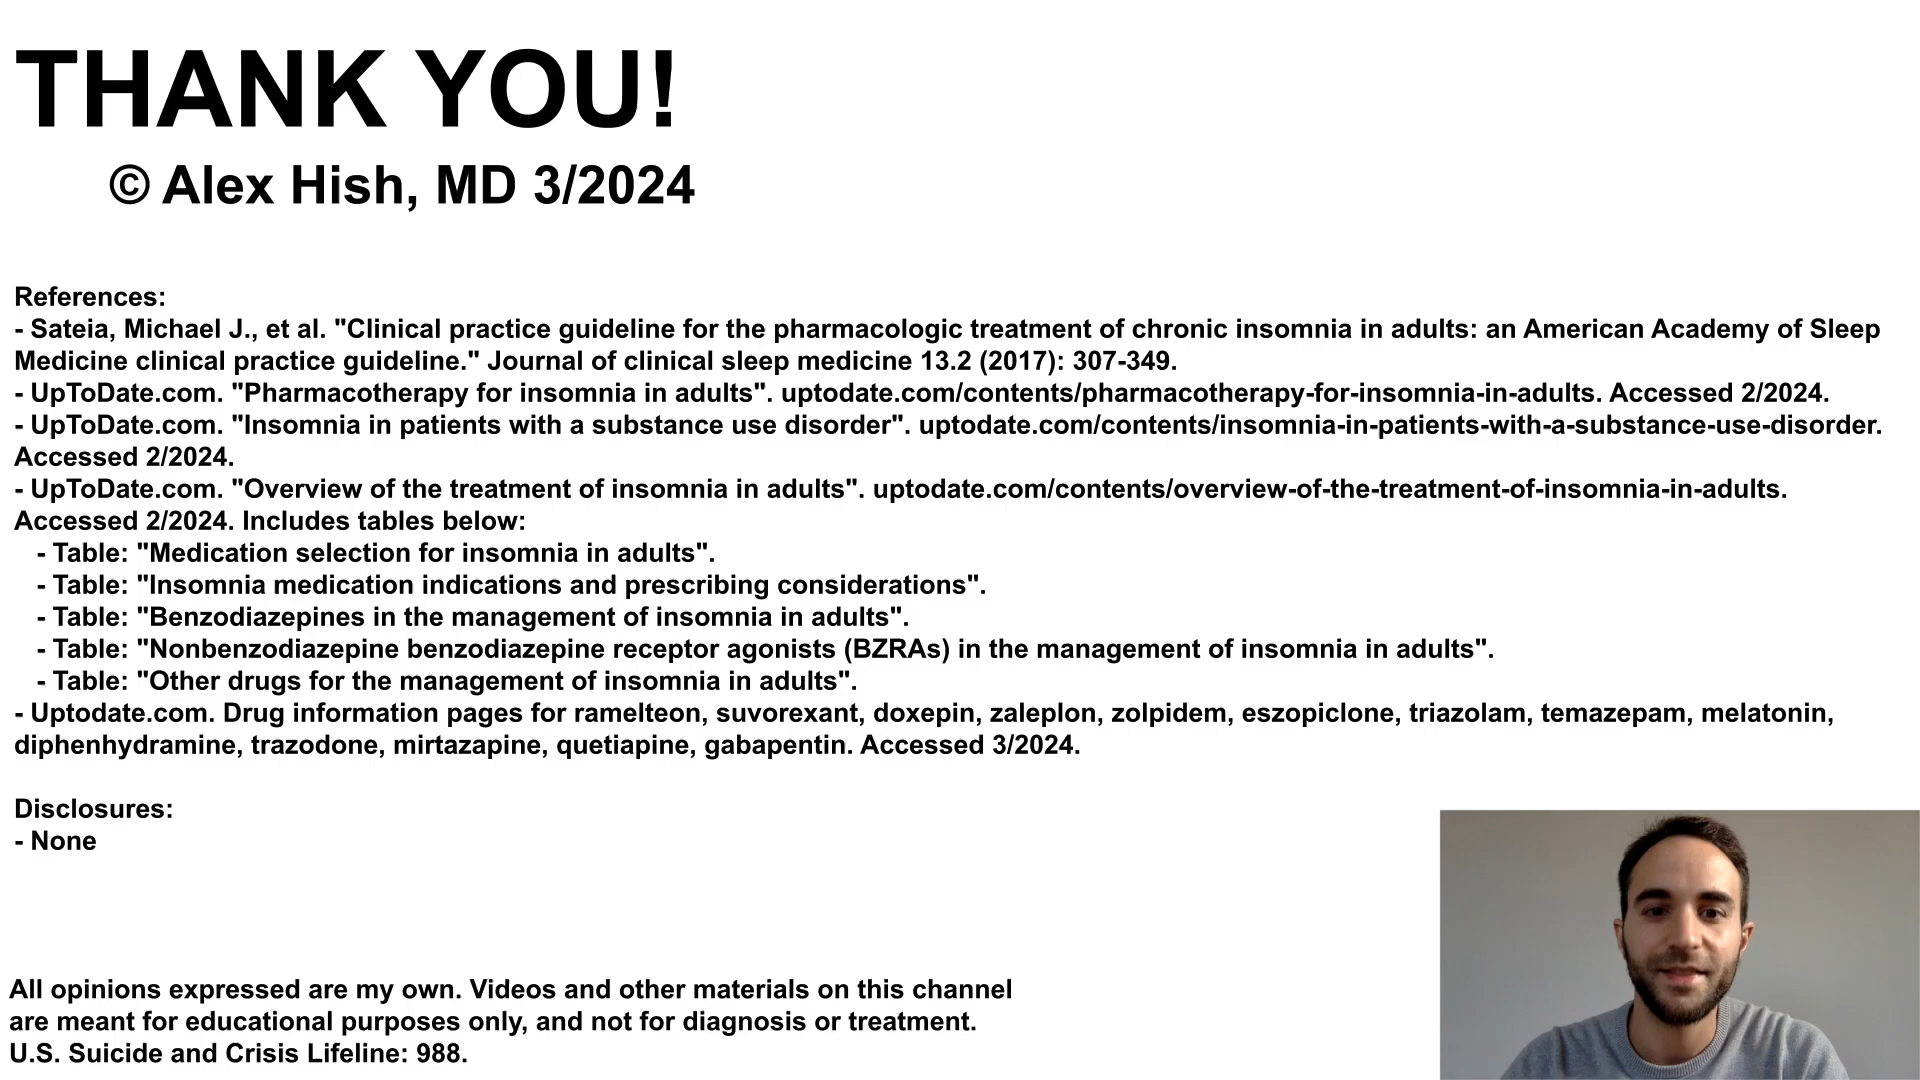 THANK YOU!
© Alex Hish, MD 3/2024
References:
- Sateia, Michael J., et al. "Clinical practice guideline for the pharmacologic treatment of chronic insomnia in adults: an American Academy of Sleep
Medicine clinical practice guideline." Journal of clinical sleep medicine 13.2 (2017): 307-349.
- UpToDate.com. "Pharmacotherapy for insomnia in adults". uptodate.com/contents/pharmacotherapy-for-insomnia-in-adults. Accessed 2/2024.
- UpToDate.com. "Insomnia in patients with a substance use disorder". uptodate.com/contents/insomnia-in-patients-with-a-substance-use-disorder.
Accessed 2/2024.
- UpToDate.com. "Overview of the treatment of insomnia in adults". uptodate.com/contents/overview-of-the-treatment-of-insomnia-in-adults.
Accessed 2/2024. Includes tables below:
- Table: "Medication selection for insomnia in adults".
- Table: "Insomnia medication indications and prescribing considerations".
- Table: "Benzodiazepines in the management of insomnia in adults".
- Table: "Nonbenzodiazepine benzodiazepine receptor agonists (BZRAs) in the management of insomnia in adults".
- Table: "Other drugs for the management of insomnia in adults".
- Uptodate.com. Drug information pages for ramelteon, suvorexant, doxepin, zaleplon, zolpidem, eszopiclone, triazolam, temazepam, melatonin,
diphenhydramine, trazodone, mirtazapine, quetiapine, gabapentin. Accessed 3/2024.
Disclosures:
- None
All opinions expressed are my own. Videos and other materials on this channel
are meant for educational purposes only, and not for diagnosis or treatment.
U.S. Suicide and Crisis Lifeline: 988.